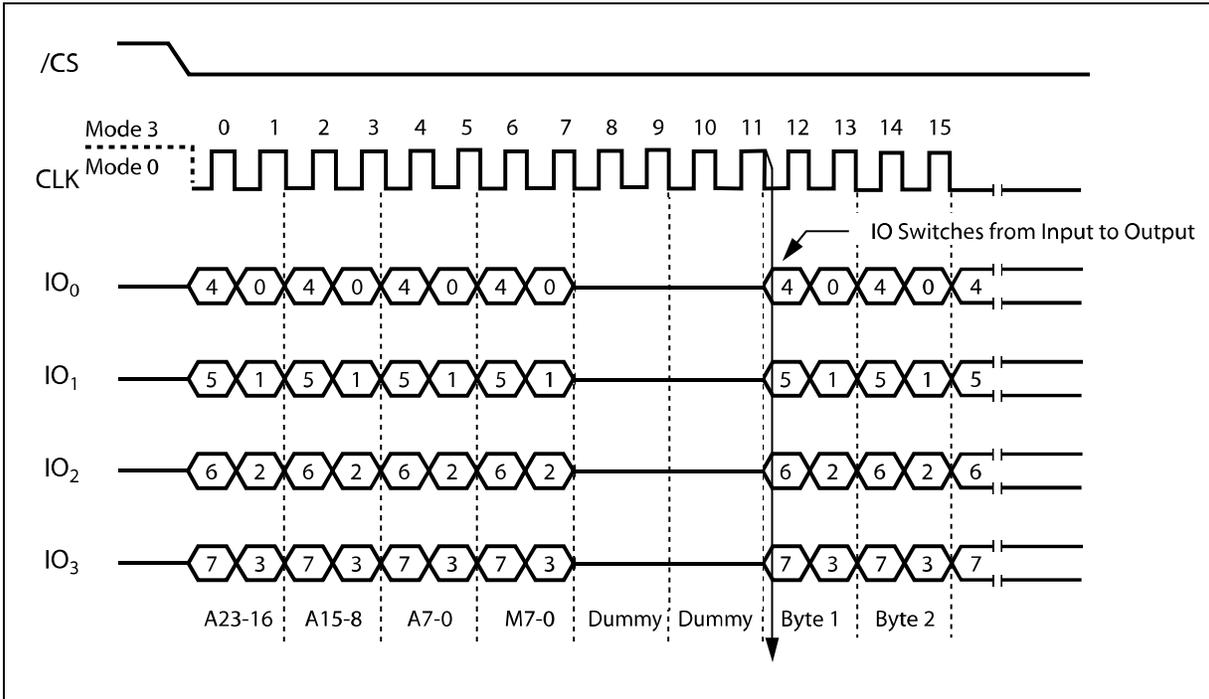 /CS
Mode 3
0 1 2 3 4 5 6 7 8 9 10 11 12 13 14 15
Mode 0
CLK
IO Switches from Input to Output
IO0 4 0 4 0 4 0 4 0 4 0 4 0 4
IO1 5 1 5 1 5 1 5 1 5 1 5 1 5
IO2 6 2 6 2 6 2 6 2 6 2 6 2 6
IO3 7 3 7 3 7 3 7 3 7 3 7 3 7
A23-16 A15-8 A7-0 M7-0 Dummy Dummy Byte 1 Byte 2